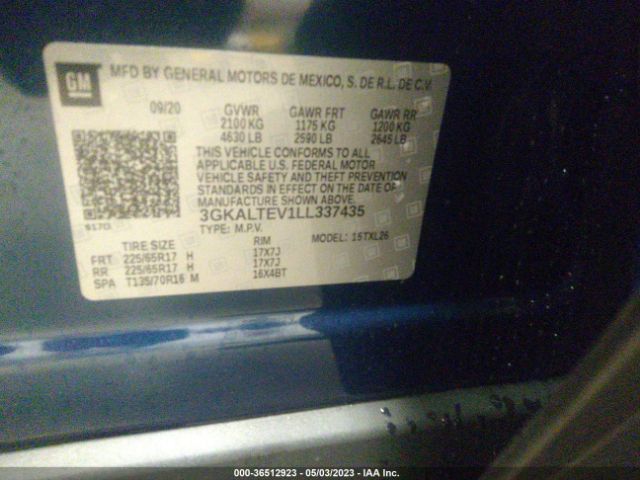 GM
MFD BY GENERAL MOTORS DE MEXICO, S. DE R.L. DE C.V.
09/20 GVWR GAWR FRT GAWR RR
2100 KG 1175 KG 1200 KG
4630 LB 2590 LB 2645 LB
THIS VEHICLE CONFORMS TO ALL
APPLICABLE U.S. FEDERAL MOTOR
VEHICLE SAFETY AND THEFT PREVENTION
STANDARDS IN EFFECT ON THE DATE OF
MANUFACTURE SHOWN ABOVE.
3GKALTEV1LL337435
TYPE: M.P.V. MODEL: 15TXL26
TIRE SIZE RIM
FRT 225/65R17 H 17X7J
RR 225/65R17 H 17X7J
SPA T135/70R16 M 16X4BT
000-36512923 - 05/03/2023 - IAA Inc.